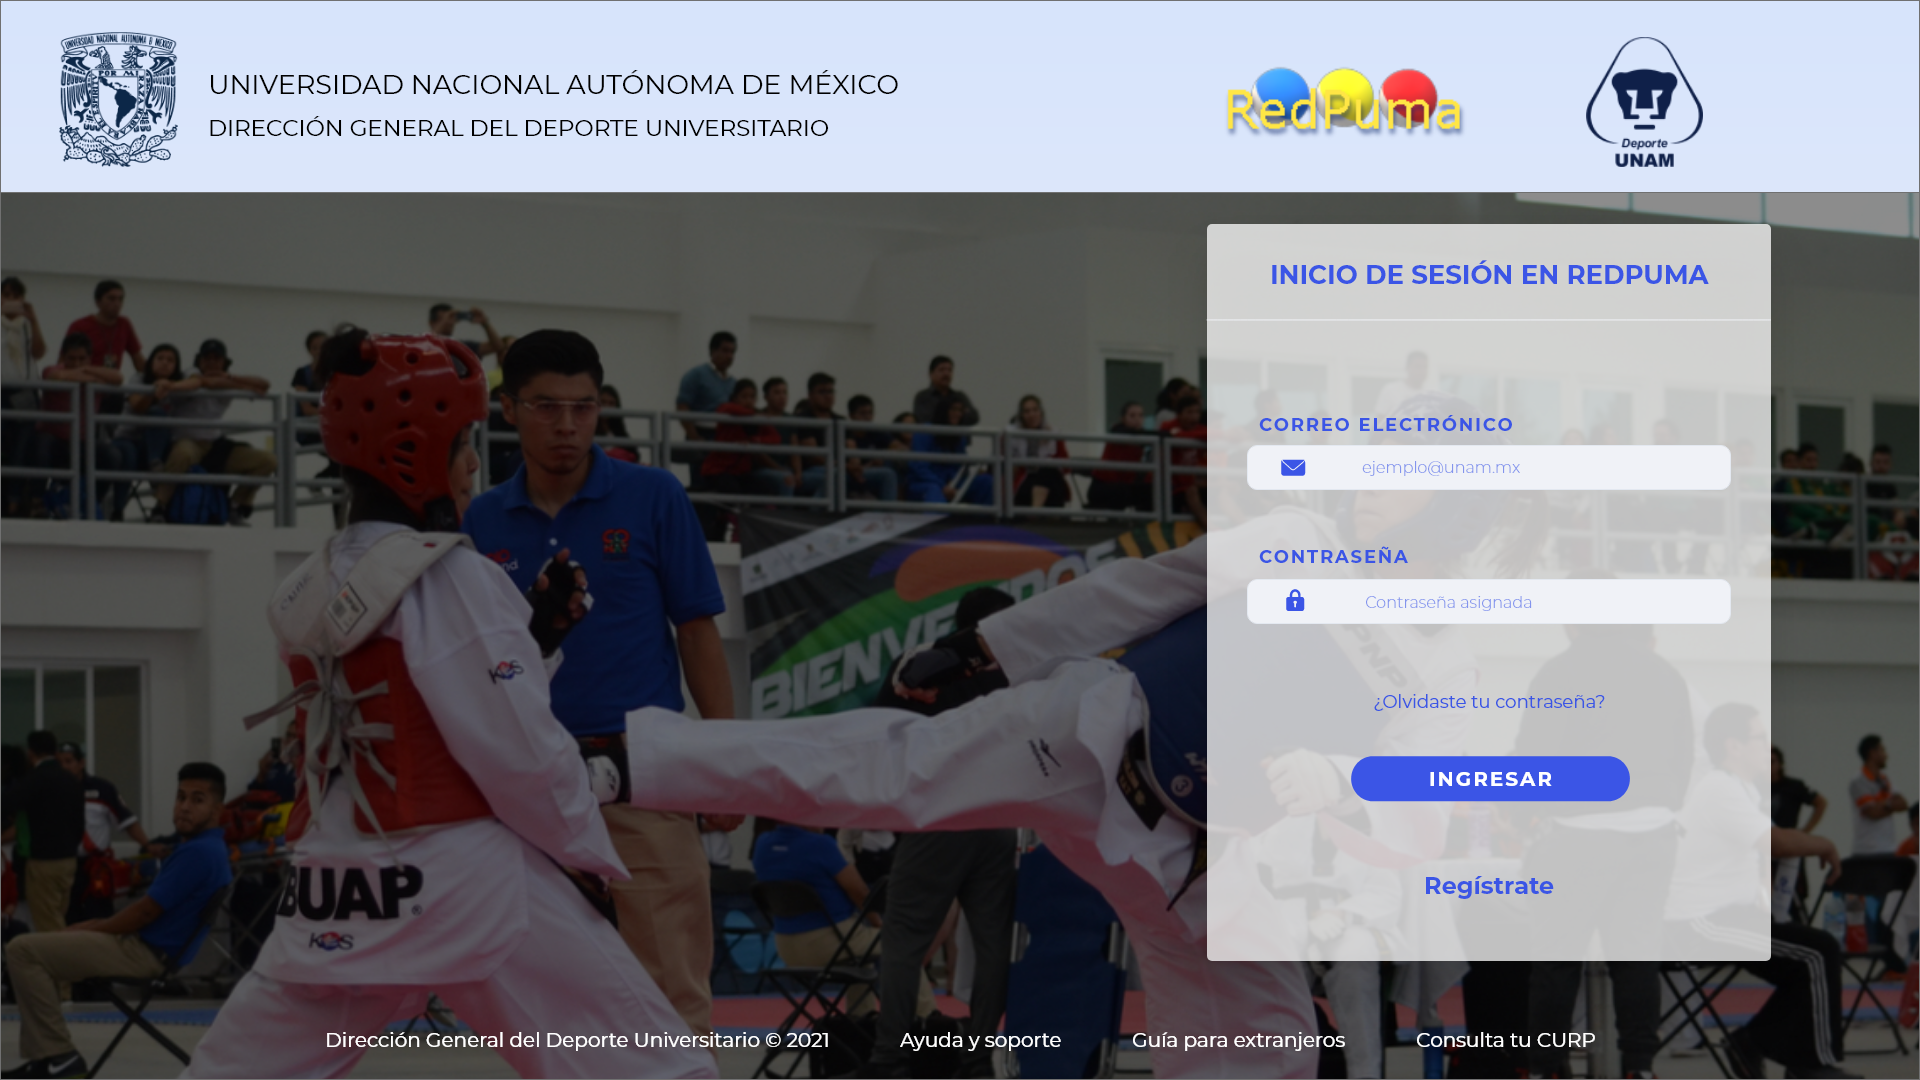 UNIVERSIDAD NACIONAL AUTÓNOMA DE MÉXICO
DIRECCIÓN GENERAL DEL DEPORTE UNIVERSITARIO
RedPuma
Deporte
UNAM
INICIO DE SESIÓN EN REDPUMA
CORREO ELECTRÓNICO
ejemplo@unam.mx
CONTRASEÑA
Contraseña asignada
¿Olvidaste tu contraseña?
INGRESAR
Regístrate
BUAP
Dirección General del Deporte Universitario © 2021
Ayuda y soporte
Guía para extranjeros
Consulta tu CURP